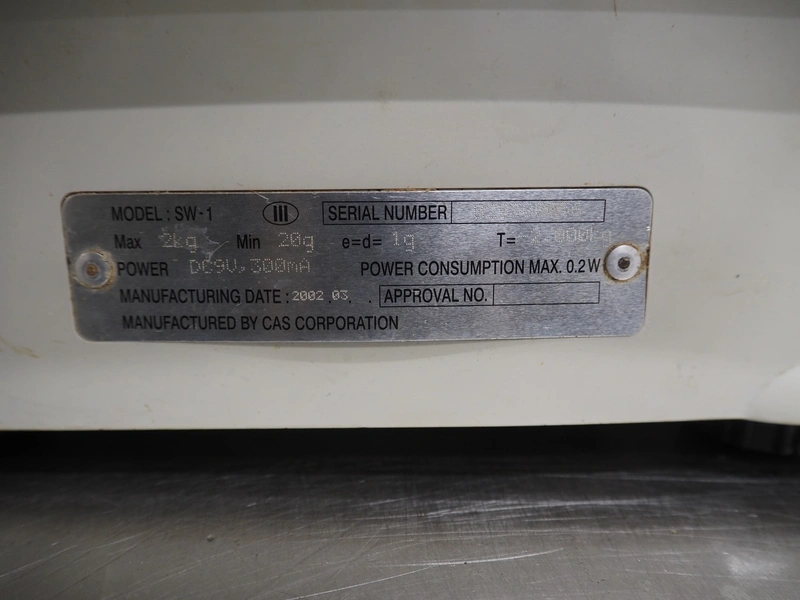 MODEL : SW-1 III SERIAL NUMBER
Max 2kg Min 20g e=d= 1g T=
POWER DC9V, 300mA POWER CONSUMPTION MAX. 0.2W
MANUFACTURING DATE : 2002 . 03 . . APPROVAL NO.
MANUFACTURED BY CAS CORPORATION